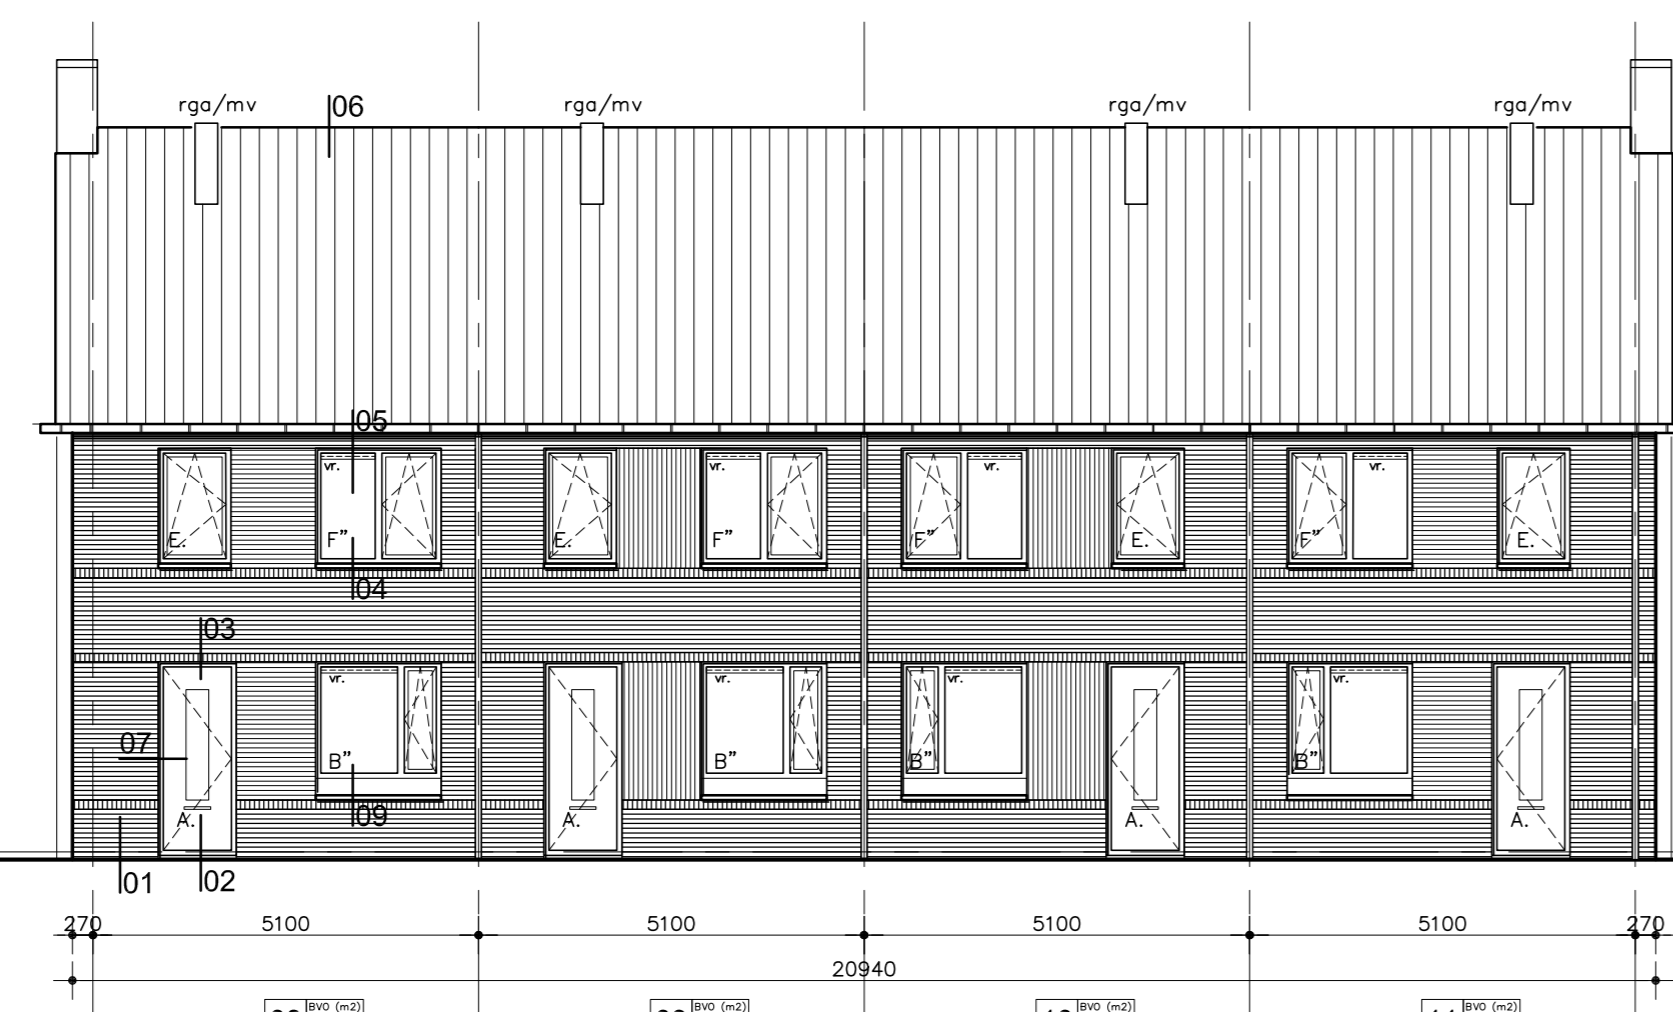 rga/mv rga/mv rga/mv rga/mv
06
05
vr. vr. vr. vr.
E. F” E. F” F” E. F” E.
04
03
vr. vr. vr. vr.
07 B” B” B” B”
A. 09 A. A. A.
01 02
270 5100 5100 5100 5100 270
20940
BVO (m2) BVO (m2) BVO (m2) BVO (m2)